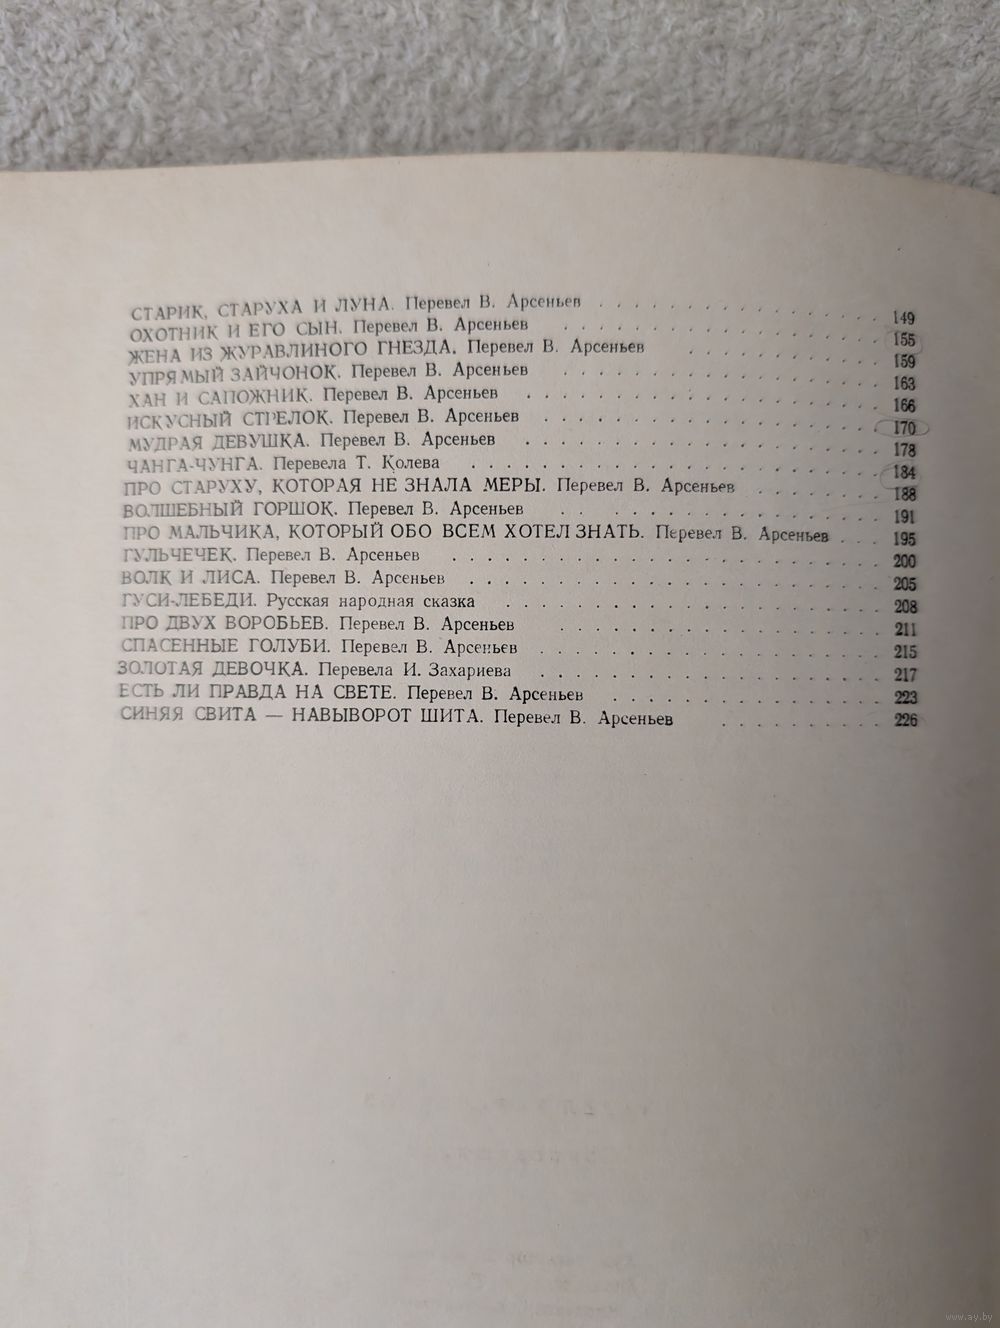 СТАРИК, СТАРУХА И ЛУНА. Перевел В. Арсеньев . . . . . . . . . . . . . . 149
ОХОТНИК И ЕГО СЫН. Перевел В. Арсеньев . . . . . . . . . . . . . . 155
ЖЕНА ИЗ ЖУРАВЛИНОГО ГНЕЗДА. Перевел В. Арсеньев . . . . . . . . . 159
УПРЯМЫЙ ЗАЙЧОНОК. Перевел В. Арсеньев . . . . . . . . . . . . . . 163
ХАН И САПОЖНИК. Перевел В. Арсеньев . . . . . . . . . . . . . . . . 166
ИСКУСНЫЙ СТРЕЛОК. Перевел В. Арсеньев . . . . . . . . . . . . . . . 170
МУДРАЯ ДЕВУШКА. Перевел В. Арсеньев . . . . . . . . . . . . . . . . 178
ЧАНГА-ЧУНГА. Перевела Т. Колева . . . . . . . . . . . . . . . . . . 184
ПРО СТАРУХУ, КОТОРАЯ НЕ ЗНАЛА МЕРЫ. Перевел В. Арсеньев . . . . . . 188
ВОЛШЕБНЫЙ ГОРШОК. Перевел В. Арсеньев . . . . . . . . . . . . . . 191
ПРО МАЛЬЧИКА, КОТОРЫЙ ОБО ВСЕМ ХОТЕЛ ЗНАТЬ. Перевел В. Арсеньев . . . 195
ГУЛЬЧЕЧЕК. Перевел В. Арсеньев . . . . . . . . . . . . . . . . . . . 200
ВОЛК И ЛИСА. Перевел В. Арсеньев . . . . . . . . . . . . . . . . . . 205
ГУСИ-ЛЕБЕДИ. Русская народная сказка . . . . . . . . . . . . . . . . 208
ПРО ДВУХ ВОРОБЬЕВ. Перевел В. Арсеньев . . . . . . . . . . . . . . 211
СПАСЕННЫЕ ГОЛУБИ. Перевел В. Арсеньев . . . . . . . . . . . . . . . 215
ЗОЛОТАЯ ДЕВОЧКА. Перевела И. Захариева . . . . . . . . . . . . . . . 217
ЕСТЬ ЛИ ПРАВДА НА СВЕТЕ. Перевел В. Арсеньев . . . . . . . . . . . . 223
СИНЯЯ СВИТА — НАВЫВОРОТ ШИТА. Перевел В. Арсеньев . . . . . . . . 226
www.ay.by